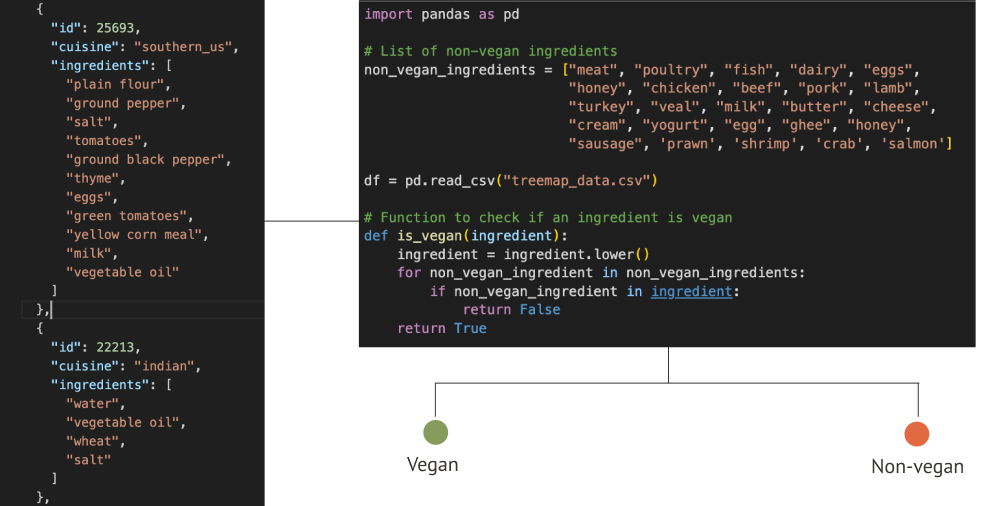 {
"id": 25693,
"cuisine": "southern_us",
"ingredients": [
"plain flour",
"ground pepper",
"salt",
"tomatoes",
"ground black pepper",
"thyme",
"eggs",
"green tomatoes",
"yellow corn meal",
"milk",
"vegetable oil"
]
},
{
"id": 22213,
"cuisine": "indian",
"ingredients": [
"water",
"vegetable oil",
"wheat",
"salt"
]
},
import pandas as pd
# List of non-vegan ingredients
non_vegan_ingredients = ["meat", "poultry", "fish", "dairy", "eggs",
"honey", "chicken", "beef", "pork", "lamb",
"turkey", "veal", "milk", "butter", "cheese",
"cream", "yogurt", "egg", "ghee", "honey",
"sausage", 'prawn', 'shrimp', 'crab', 'salmon']
df = pd.read_csv("treemap_data.csv")
# Function to check if an ingredient is vegan
def is_vegan(ingredient):
ingredient = ingredient.lower()
for non_vegan_ingredient in non_vegan_ingredients:
if non_vegan_ingredient in ingredient:
return False
return True
Vegan
Non-vegan